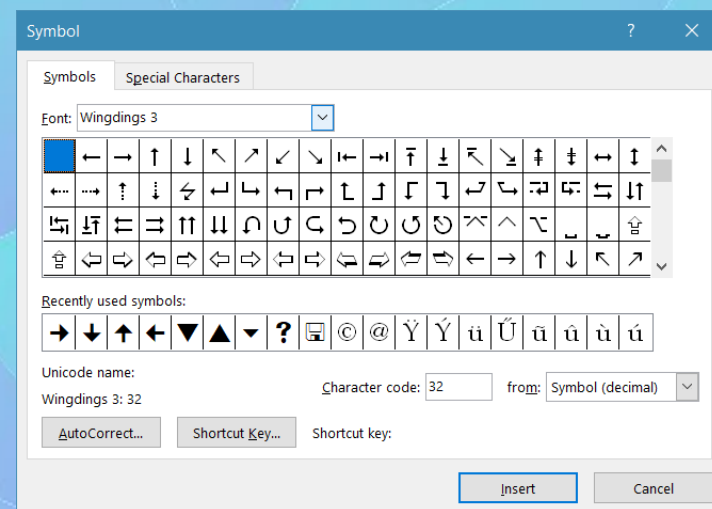 Symbol ? ×
Symbols Special Characters
Font: Wingdings 3
←→↑↓↖↗↙↘⇤⇥⤒⤓↸⇲⇞⇟↔↕
⇠⇢⇡⇣↵↳↰↱
↹⇇⇉⇈⇊⤺↻↺⌤⌃⌥␣⇪
⇪⇦⇨⇦⇨⇦⇨⇦⇨←→↑↓↖↗
Recently used symbols:
➔ 🡻 🡹 🡸 ▼ ▲ ▾ ? 🖫 © @ Ÿ Ý ü Ű ũ û ù ú
Unicode name:
Wingdings 3: 32
Character code: 32 from: Symbol (decimal)
AutoCorrect... Shortcut Key... Shortcut key:
Insert Cancel